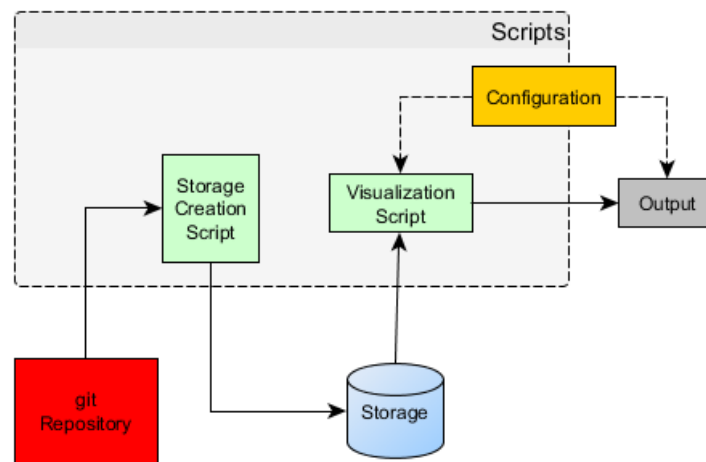 Scripts
Configuration
Storage
Creation
Script
Visualization
Script
Output
git
Repository
Storage